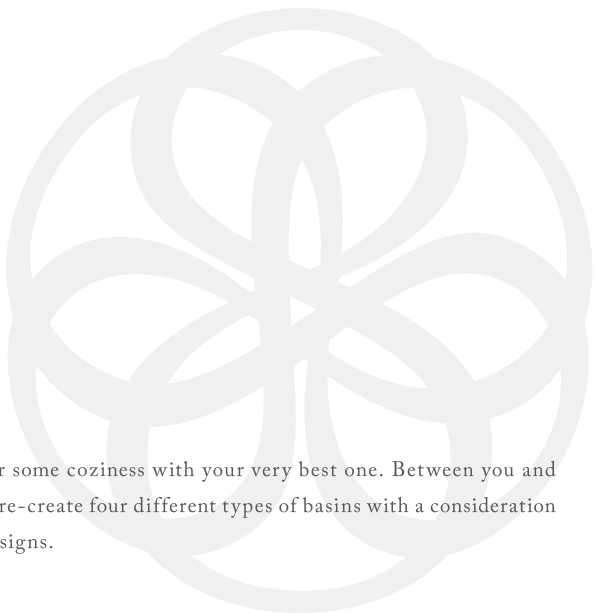 r some coziness with your very best one. Between you and
re-create four different types of basins with a consideration
signs.